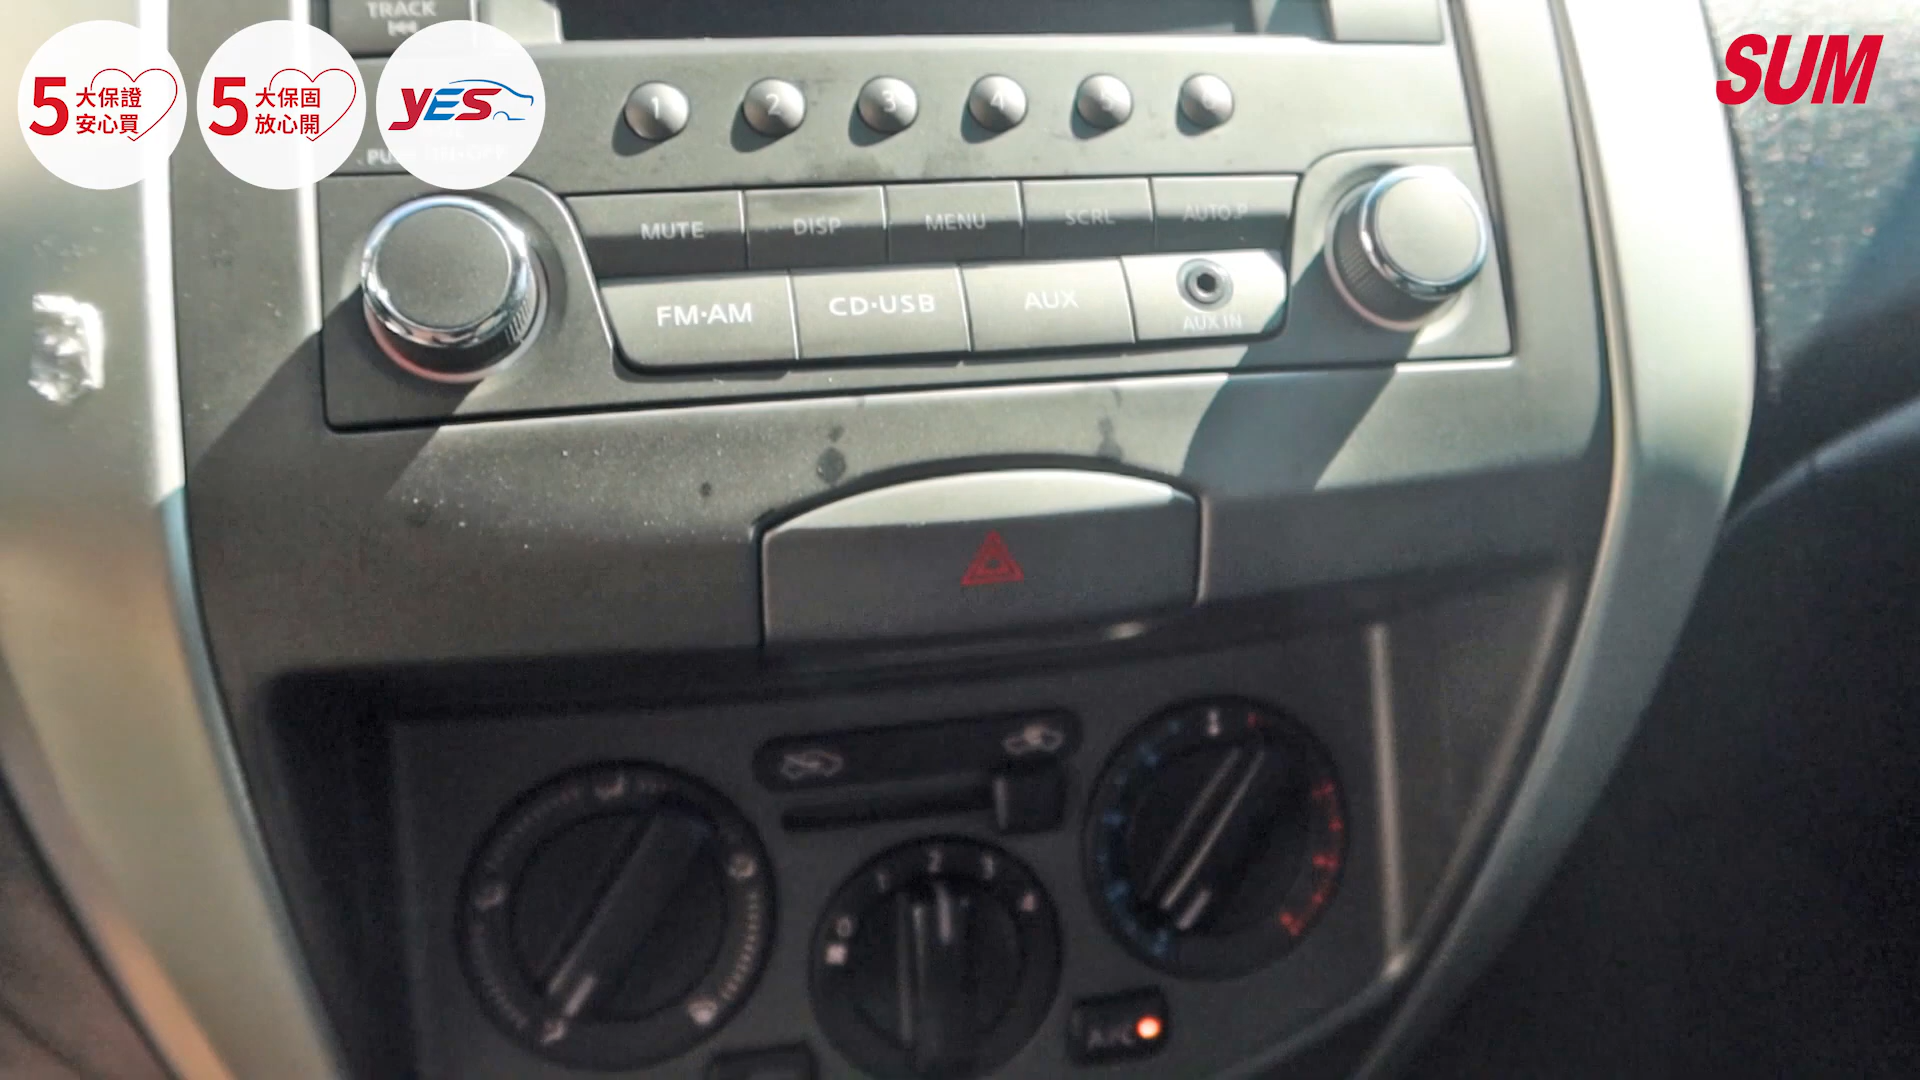 5 大保證
安心買
5 大保固
放心開
YES
SUM
TRACK
1 2 3 4 5 6
MUTE DISP MENU SCRL AUTO.P
FM·AM CD·USB AUX
AUX IN
1 2 3 4
0
A/C